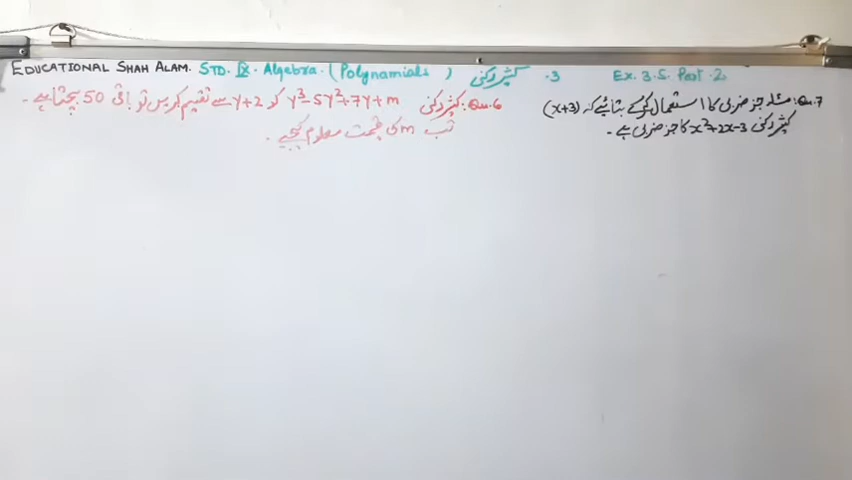 EDUCATIONAL SHAH ALAM. STD. IX. Algebra. (Polynamials) کثیر رکنی .3 Ex. 3.5. Part. 2.
Qu.6: کثیر رکنی y³-5y²+7y+m کو y+2 سے تقسیم کریں تو باقی 50 بچتا ہے۔
تب m کی قیمت معلوم کیجیے۔
Qu.7: مسئلہ جز ضربی کا استعمال کرکے بتائیے کہ (x+3)
کثیر رکنی x²+2x-3 کا جز ضربی ہے۔